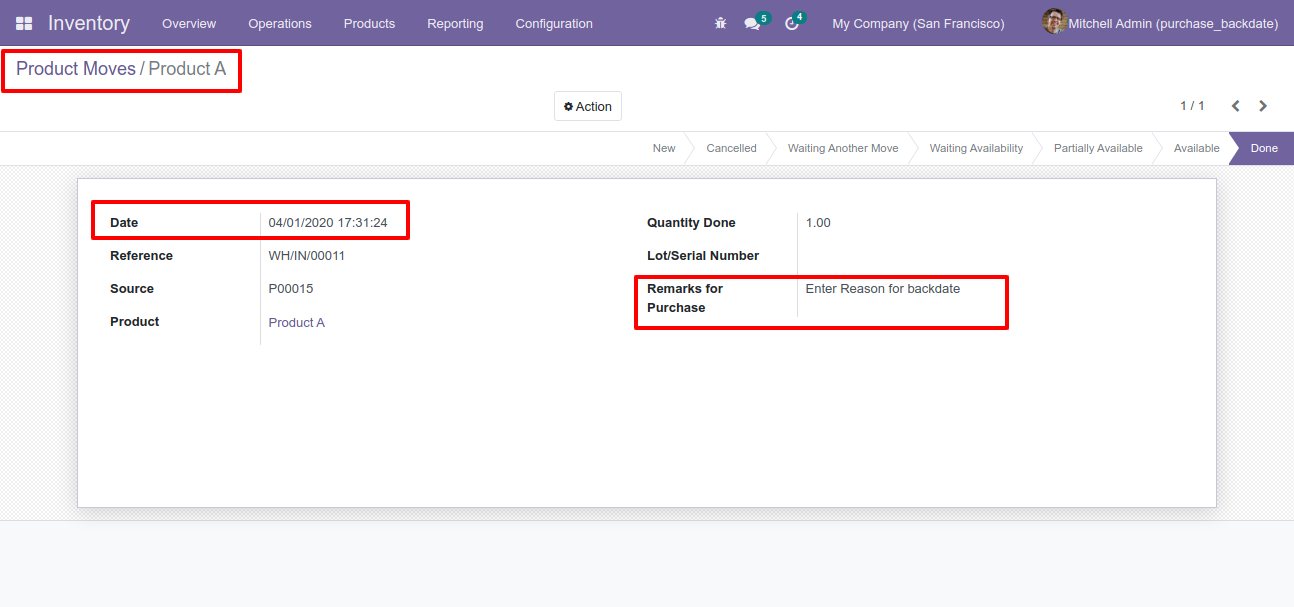 Inventory Overview Operations Products Reporting Configuration 5 4 My Company (San Francisco) Mitchell Admin (purchase_backdate)
Product Moves / Product A
Action 1 / 1
New Cancelled Waiting Another Move Waiting Availability Partially Available Available Done
Date 04/01/2020 17:31:24
Reference WH/IN/00011
Source P00015
Product Product A
Quantity Done 1.00
Lot/Serial Number
Remarks for Enter Reason for backdate
Purchase